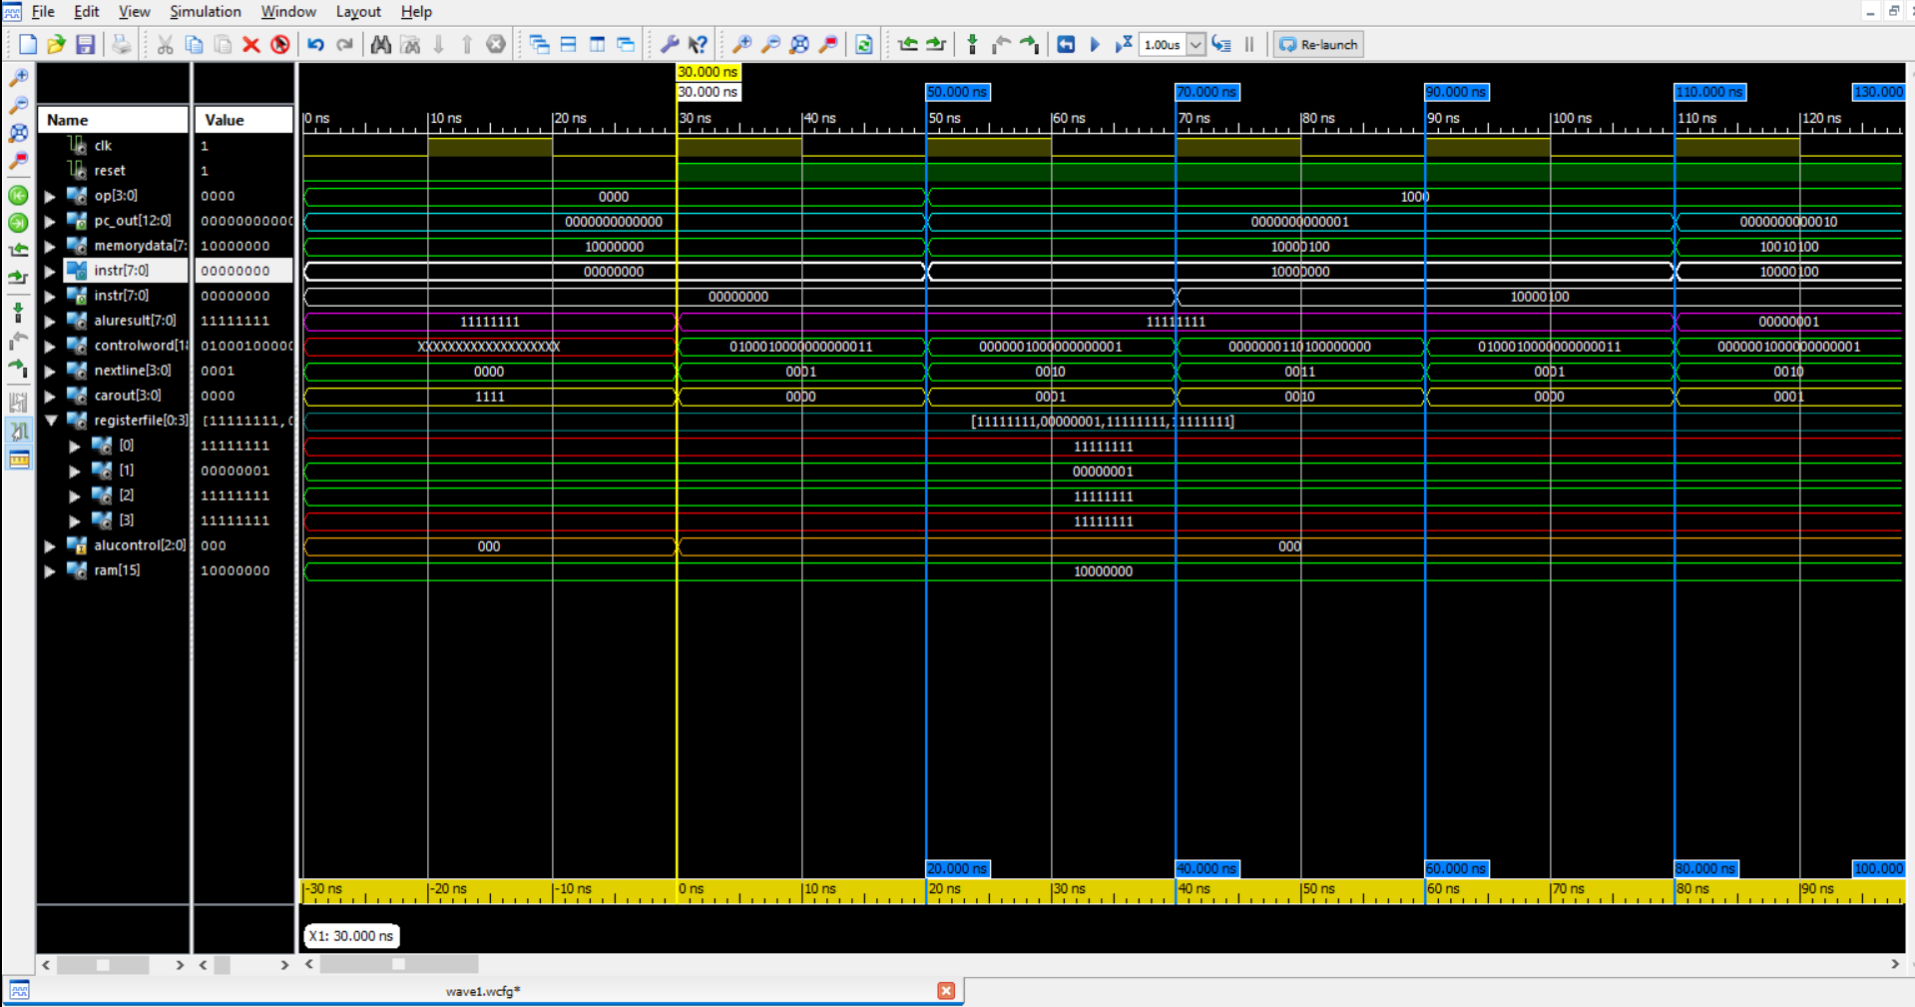 File Edit View Simulation Window Layout Help
1.00us Re-launch
30.000 ns
30.000 ns 50.000 ns 70.000 ns 90.000 ns 110.000 ns 130.000
Name Value 0 ns 10 ns 20 ns 30 ns 40 ns 50 ns 60 ns 70 ns 80 ns 90 ns 100 ns 110 ns 120 ns
clk 1
reset 1
op[3:0] 0000 0000 1000
pc_out[12:0] 00000000000 0000000000000 0000000000001 0000000000010
memorydata[7: 10000000 10000000 10000100 10010100
instr[7:0] 00000000 00000000 10000000 10000100
instr[7:0] 00000000 00000000 10000100
aluresult[7:0] 11111111 11111111 11111111 00000001
controlword[1 01000100000 XXXXXXXXXXXXXXXXXXX 0100010000000000011 0000001000000000001 0000000110100000000 0100010000000000011 0000001000000000001
nextline[3:0] 0001 0000 0001 0010 0011 0001 0010
carout[3:0] 0000 1111 0000 0001 0010 0000 0001
registerfile[0:3] [11111111,0 [11111111,00000001,11111111,11111111]
[0] 11111111 11111111
[1] 00000001 00000001
[2] 11111111 11111111
[3] 11111111 11111111
alucontrol[2:0] 000 000 000
ram[15] 10000000 10000000
20.000 ns 40.000 ns 60.000 ns 80.000 ns 100.000
-30 ns -20 ns -10 ns 0 ns 10 ns 20 ns 30 ns 40 ns 50 ns 60 ns 70 ns 80 ns 90 ns
X1: 30.000 ns
wave1.wcfg*